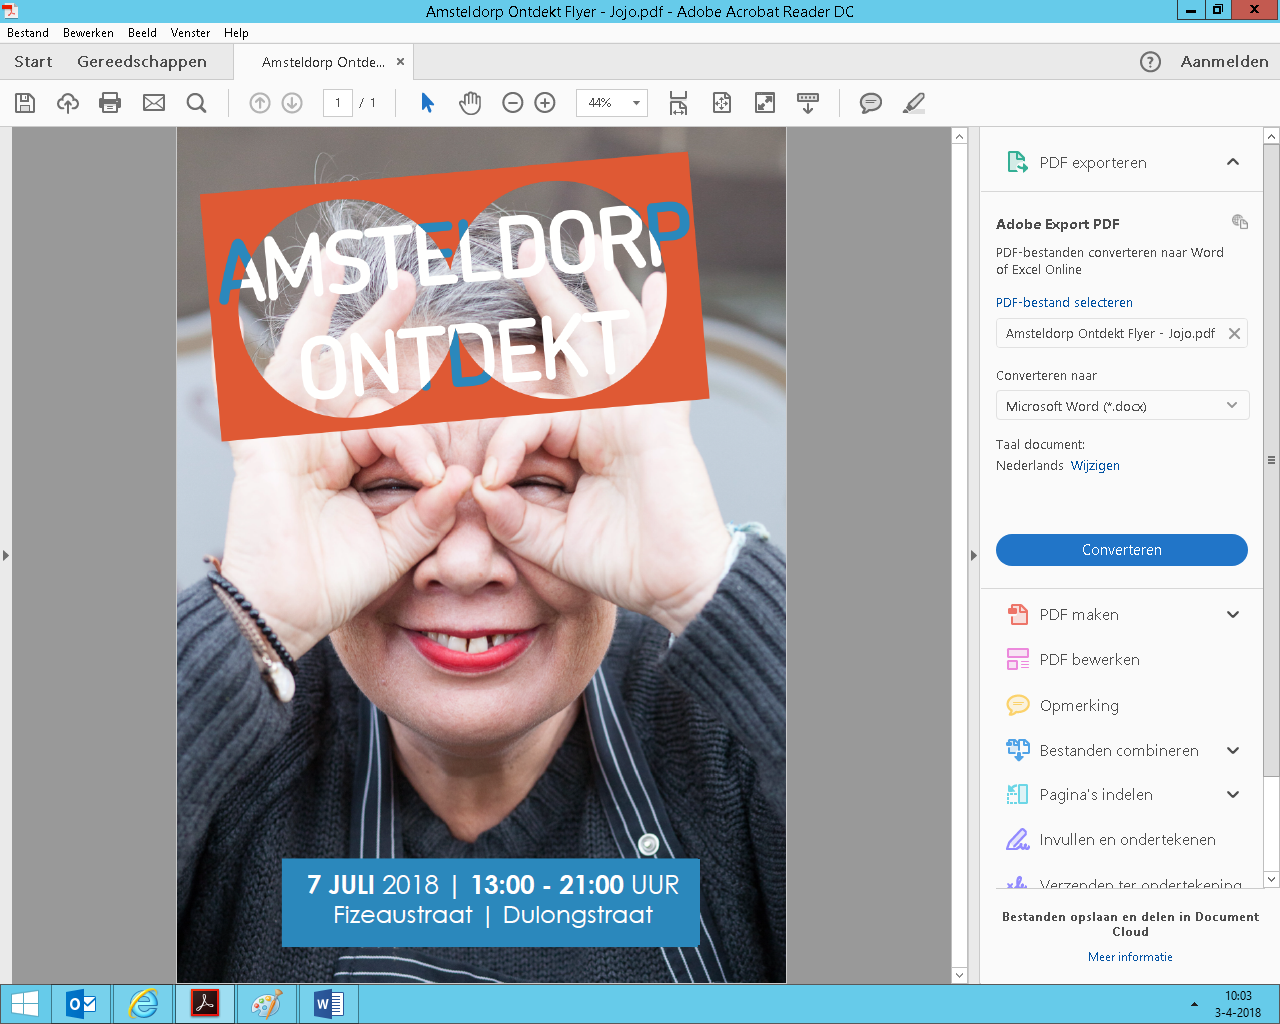 Amsteldorp Ontdekt Flyer - Jojo.pdf - Adobe Acrobat Reader DC
Bestand Bewerken Beeld Venster Help
Start Gereedschappen Amsteldorp Ontde... × Aanmelden
1 / 1 44%
AMSTELDORP
ONTDEKT
7 JULI 2018 | 13:00 - 21:00 UUR
Fizeaustraat | Dulongstraat
PDF exporteren
Adobe Export PDF
PDF-bestanden converteren naar Word
of Excel Online
PDF-bestand selecteren
Amsteldorp Ontdekt Flyer - Jojo.pdf
Converteren naar
Microsoft Word (*.docx)
Taal document:
Nederlands Wijzigen
Converteren
PDF maken
PDF bewerken
Opmerking
Bestanden combineren
Pagina's indelen
Invullen en ondertekenen
Verzenden ter ondertekening
Bestanden opslaan en delen in Document
Cloud
Meer informatie
10:03
3-4-2018